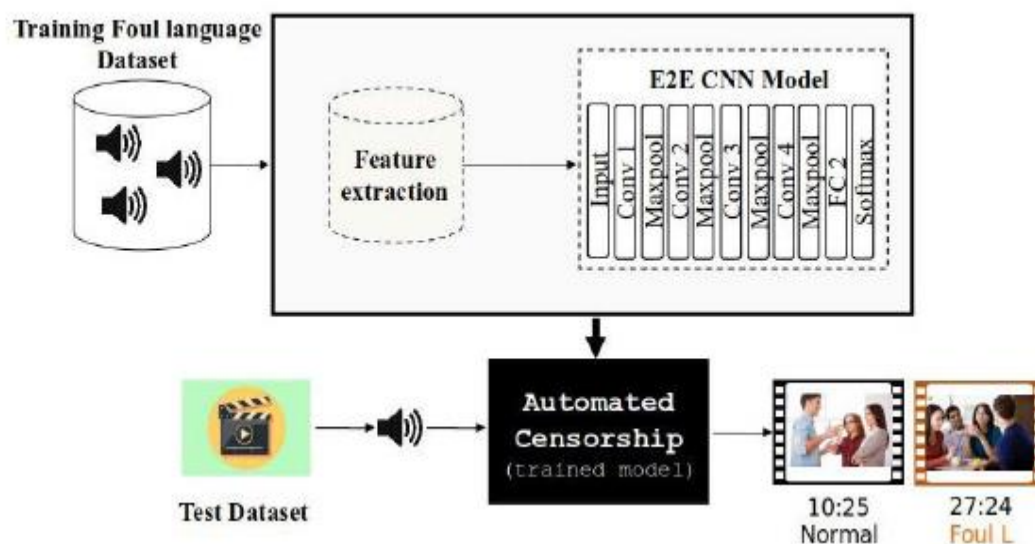 Training Foul language
Dataset
Feature
extraction
E2E CNN Model
Input
Conv 1
Maxpool
Conv 2
Maxpool
Conv 3
Maxpool
Conv 4
Maxpool
FC 2
Sofumax
Test Dataset
Automated
Censorship
(trained model)
10:25
Normal
27:24
Foul L